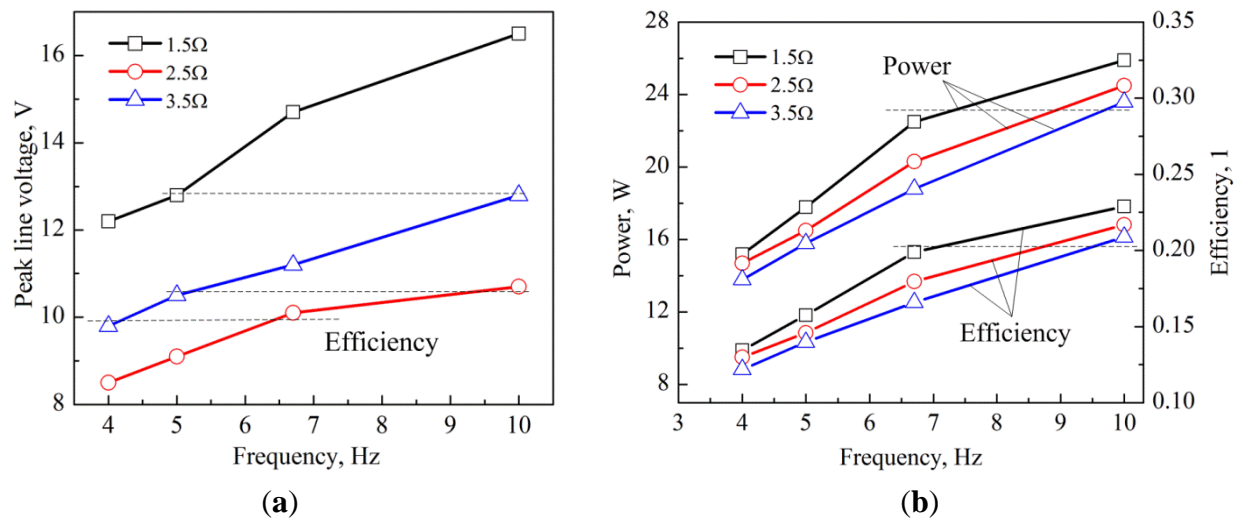 16
14
12
10
8
Peak line voltage, V
1.5Ω
2.5Ω
3.5Ω
Efficiency
4 5 6 7 8 9 10
Frequency, Hz
(a)
28
24
20
16
12
8
Power, W
1.5Ω
2.5Ω
3.5Ω
Power
Efficiency
0.35
0.30
0.25
0.20
0.15
0.10
Efficiency, 1
3 4 5 6 7 8 9 10
Frequency, Hz
(b)